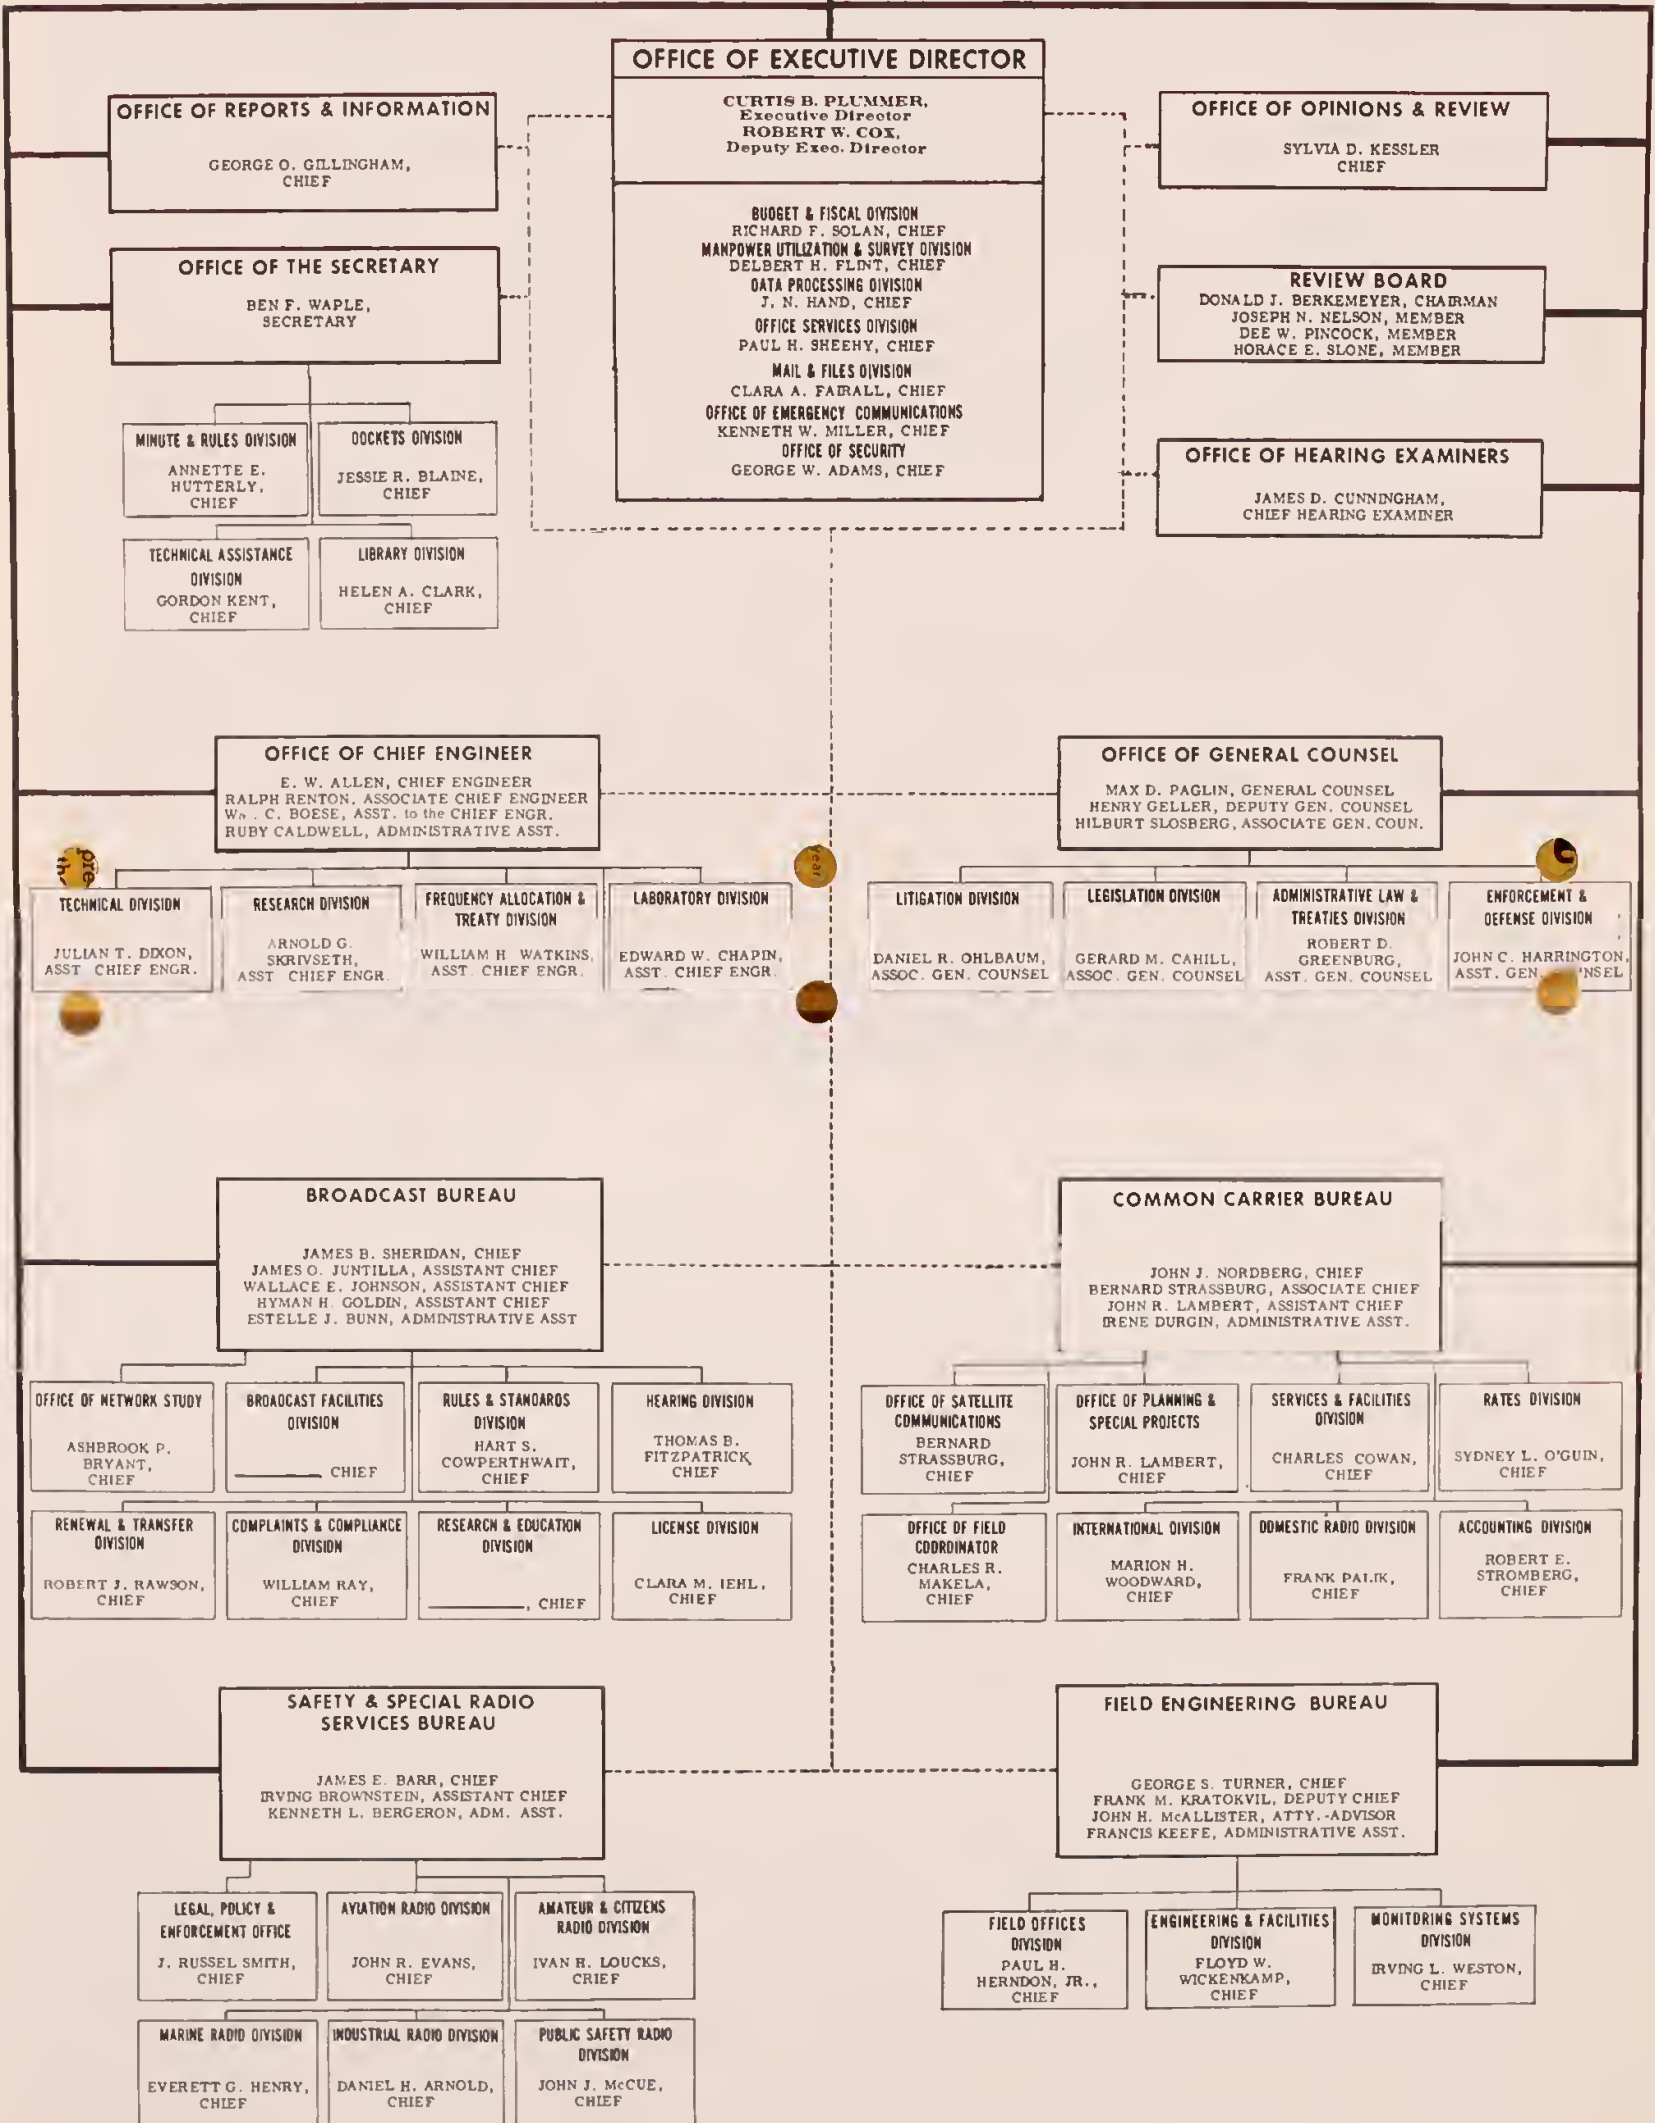 OFFICE OF EXECUTIVE DIRECTOR
CURTIS B. PLUMMER,
Executive Director
ROBERT W. COX,
Deputy Exec. Director
BUDGET & FISCAL DIVISION
RICHARD F. SOLAN, CHIEF
MANPOWER UTILIZATION & SURVEY DIVISION
DELBERT H. FLINT, CHIEF
DATA PROCESSING DIVISION
J. N. HAND, CHIEF
OFFICE SERVICES DIVISION
PAUL H. SHEEHY, CHIEF
MAIL & FILES DIVISION
CLARA A. FAIRALL, CHIEF
OFFICE OF EMERGENCY COMMUNICATIONS
KENNETH W. MILLER, CHIEF
OFFICE OF SECURITY
GEORGE W. ADAMS, CHIEF
OFFICE OF REPORTS & INFORMATION
GEORGE O. GILLINGHAM,
CHIEF
OFFICE OF THE SECRETARY
BEN F. WAPLE,
SECRETARY
MINUTE & RULES DIVISION
ANNETTE E.
HUTTERLY,
CHIEF
DOCKETS DIVISION
JESSIE R. BLAINE,
CHIEF
TECHNICAL ASSISTANCE
DIVISION
GORDON KENT,
CHIEF
LIBRARY DIVISION
HELEN A. CLARK,
CHIEF
OFFICE OF OPINIONS & REVIEW
SYLVIA D. KESSLER
CHIEF
REVIEW BOARD
DONALD J. BERKEMEYER, CHAIRMAN
JOSEPH N. NELSON, MEMBER
DEE W. PINCOCK, MEMBER
HORACE E. SLONE, MEMBER
OFFICE OF HEARING EXAMINERS
JAMES D. CUNNINGHAM,
CHIEF HEARING EXAMINER
OFFICE OF CHIEF ENGINEER
E. W. ALLEN, CHIEF ENGINEER
RALPH RENTON, ASSOCIATE CHIEF ENGINEER
Wm. C. BOESE, ASST. to the CHIEF ENGR.
RUBY CALDWELL, ADMINISTRATIVE ASST.
pre
th
year
TECHNICAL DIVISION
JULIAN T. DIXON,
ASST CHIEF ENGR.
RESEARCH DIVISION
ARNOLD G.
SKRIVSETH,
ASST CHIEF ENGR.
FREQUENCY ALLOCATION &
TREATY DIVISION
WILLIAM H WATKINS,
ASST. CHIEF ENGR.
LABORATORY DIVISION
EDWARD W. CHAPIN,
ASST. CHIEF ENGR.
OFFICE OF GENERAL COUNSEL
MAX D. PAGLIN, GENERAL COUNSEL
HENRY GELLER, DEPUTY GEN. COUNSEL
HILBURT SLOSBERG, ASSOCIATE GEN. COUN.
LITIGATION DIVISION
DANIEL R. OHLBAUM,
ASSOC. GEN. COUNSEL
LEGISLATION DIVISION
GERARD M. CAHILL,
ASSOC. GEN. COUNSEL
ADMINISTRATIVE LAW &
TREATIES DIVISION
ROBERT D.
GREENBURG,
ASST. GEN. COUNSEL
ENFORCEMENT &
DEFENSE DIVISION
JOHN C. HARRINGTON,
ASST. GEN. NSEL
BROADCAST BUREAU
JAMES B. SHERIDAN, CHIEF
JAMES O. JUNTILLA, ASSISTANT CHIEF
WALLACE E. JOHNSON, ASSISTANT CHIEF
HYMAN H. GOLDIN, ASSISTANT CHIEF
ESTELLE J. BUNN, ADMINISTRATIVE ASST
OFFICE OF NETWORK STUDY
ASHBROOK P.
BRYANT,
CHIEF
BROADCAST FACILITIES
DIVISION
________ CHIEF
RULES & STANDARDS
DIVISION
HART S.
COWPERTHWAIT,
CHIEF
HEARING DIVISION
THOMAS B.
FITZPATRICK,
CHIEF
RENEWAL & TRANSFER
DIVISION
ROBERT J. RAWSON,
CHIEF
COMPLAINTS & COMPLIANCE
DIVISION
WILLIAM RAY,
CHIEF
RESEARCH & EDUCATION
DIVISION
________, CHIEF
LICENSE DIVISION
CLARA M. IEHL,
CHIEF
COMMON CARRIER BUREAU
JOHN J. NORDBERG, CHIEF
BERNARD STRASSBURG, ASSOCIATE CHIEF
JOHN R. LAMBERT, ASSISTANT CHIEF
IRENE DURGIN, ADMINISTRATIVE ASST.
OFFICE OF SATELLITE
COMMUNICATIONS
BERNARD
STRASSBURG,
CHIEF
OFFICE OF PLANNING &
SPECIAL PROJECTS
JOHN R. LAMBERT,
CHIEF
SERVICES & FACILITIES
DIVISION
CHARLES COWAN,
CHIEF
RATES DIVISION
SYDNEY L. O'GUIN,
CHIEF
OFFICE OF FIELD
COORDINATOR
CHARLES R.
MAKELA,
CHIEF
INTERNATIONAL DIVISION
MARION H.
WOODWARD,
CHIEF
DOMESTIC RADIO DIVISION
FRANK PALIK,
CHIEF
ACCOUNTING DIVISION
ROBERT E.
STROMBERG,
CHIEF
SAFETY & SPECIAL RADIO
SERVICES BUREAU
JAMES E. BARR, CHIEF
IRVING BROWNSTEIN, ASSISTANT CHIEF
KENNETH L. BERGERON, ADM. ASST.
LEGAL, POLICY &
ENFORCEMENT OFFICE
J. RUSSEL SMITH,
CHIEF
AVIATION RADIO DIVISION
JOHN R. EVANS,
CHIEF
AMATEUR & CITIZENS
RADIO DIVISION
IVAN H. LOUCKS,
CRIEF
MARINE RADIO DIVISION
EVERETT G. HENRY,
CHIEF
INDUSTRIAL RADIO DIVISION
DANIEL H. ARNOLD,
CHIEF
PUBLIC SAFETY RADIO
DIVISION
JOHN J. McCUE,
CHIEF
FIELD ENGINEERING BUREAU
GEORGE S. TURNER, CHIEF
FRANK M. KRATOKVIL, DEPUTY CHIEF
JOHN H. McALLISTER, ATTY.-ADVISOR
FRANCIS KEEFE, ADMINISTRATIVE ASST.
FIELD OFFICES
DIVISION
PAUL H.
HERNDON, JR.,
CHIEF
ENGINEERING & FACILITIES
DIVISION
FLOYD W.
WICKENKAMP,
CHIEF
MONITORING SYSTEMS
DIVISION
IRVING L. WESTON,
CHIEF